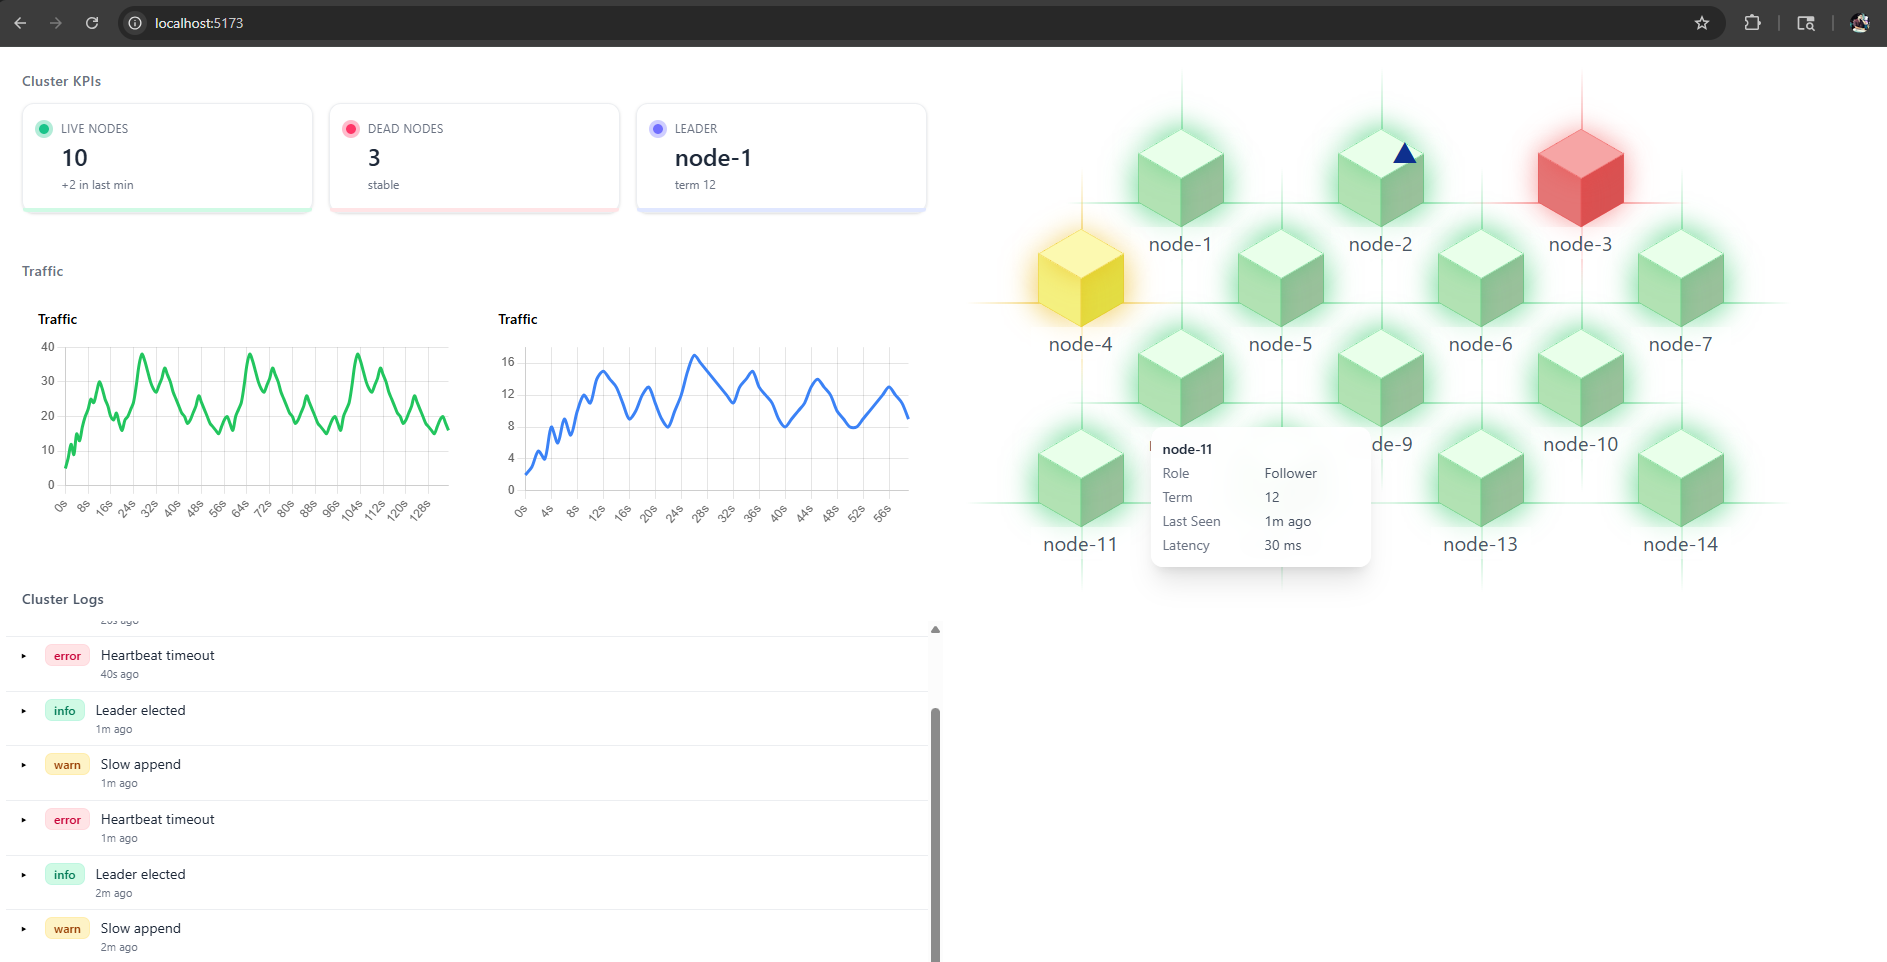 localhost:5173
Cluster KPIs
LIVE NODES
10
+2 in last min
DEAD NODES
3
stable
LEADER
node-1
term 12
Traffic
Traffic
40
30
20
10
0
0s 8s 16s 24s 32s 40s 48s 56s 64s 72s 80s 88s 96s 104s 112s 120s 128s
Traffic
16
12
8
4
0
0s 4s 8s 12s 16s 20s 24s 28s 32s 36s 40s 44s 48s 52s 56s
Cluster Logs
20s ago
error Heartbeat timeout
40s ago
info Leader elected
1m ago
warn Slow append
1m ago
error Heartbeat timeout
1m ago
info Leader elected
2m ago
warn Slow append
2m ago
node-1 node-2 node-3
node-4 node-5 node-6 node-7
de-9 node-10
node-11 node-13 node-14
node-11
Role Follower
Term 12
Last Seen 1m ago
Latency 30 ms